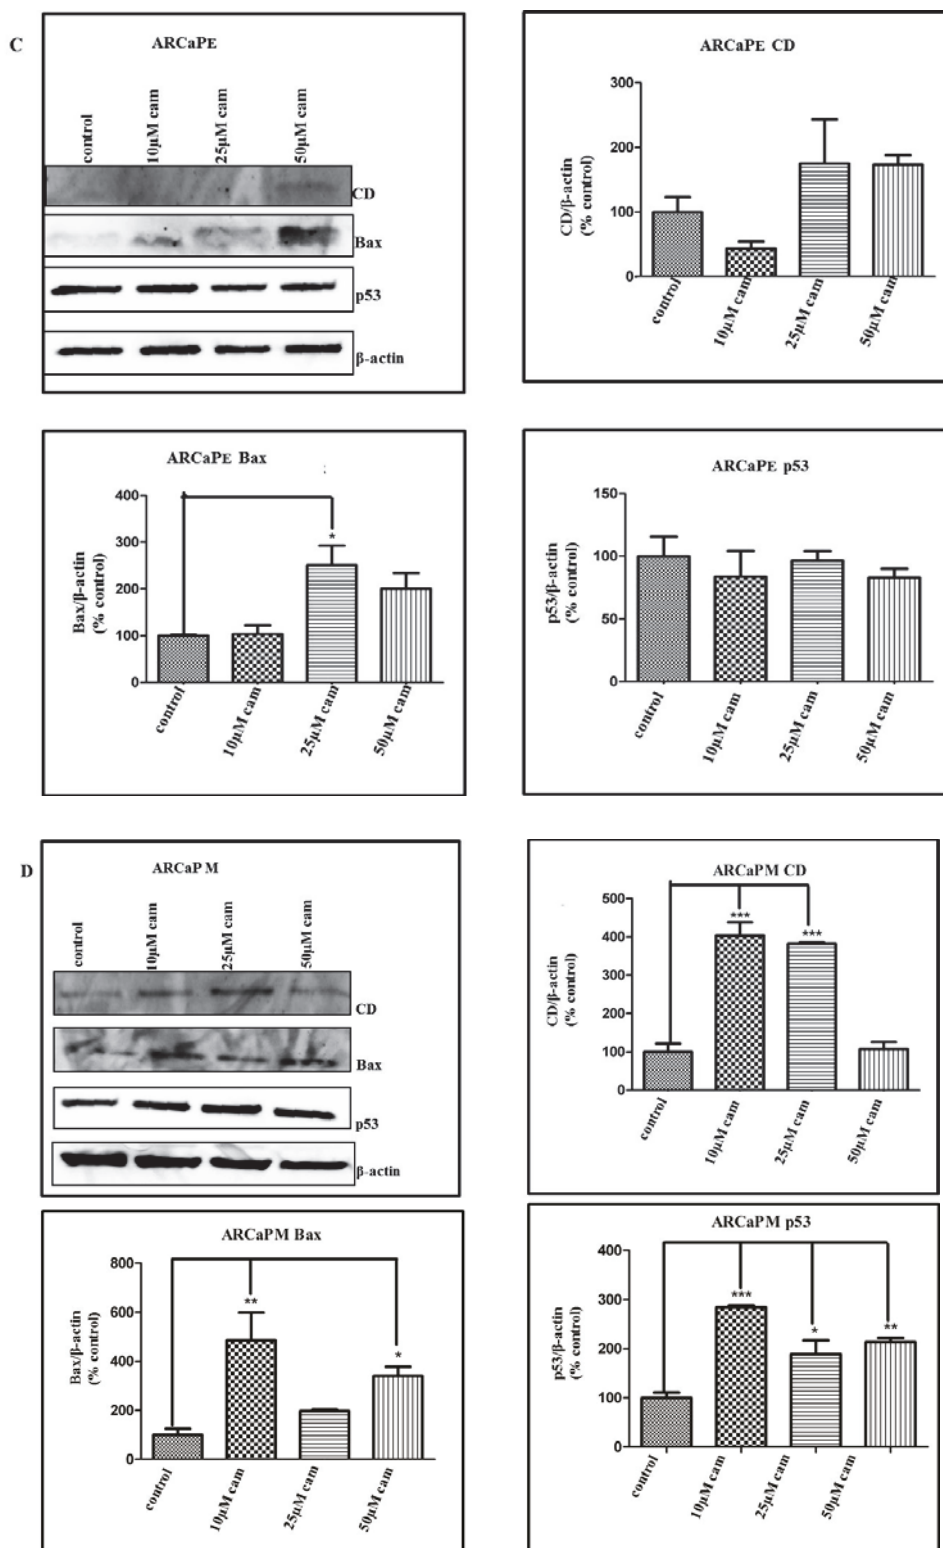 C
ARCaPE
control
10μM cam
25μM cam
50μM cam
CD
Bax
p53
β-actin
ARCaPE CD
CD/β-actin
(% control)
300
200
100
0
control
10μM cam
25μM cam
50μM cam
ARCaPE Bax
Bax/β-actin
(% control)
400
300
200
100
0
*
control
10μM cam
25μM cam
50μM cam
ARCaPE p53
p53/β-actin
(% control)
150
100
50
0
control
10μM cam
25μM cam
50μM cam
D
ARCaP M
control
10μM cam
25μM cam
50μM cam
CD
Bax
p53
β-actin
ARCaPM CD
CD/β-actin
(% control)
500
400
300
200
100
0
***
***
control
10μM cam
25μM cam
50μM cam
ARCaPM Bax
Bax/β-actin
(% control)
800
600
400
200
0
**
*
control
10μM cam
25μM cam
50μM cam
ARCaPM p53
p53/β-actin
(% control)
400
300
200
100
0
***
*
**
control
10μM cam
25μM cam
50μM cam